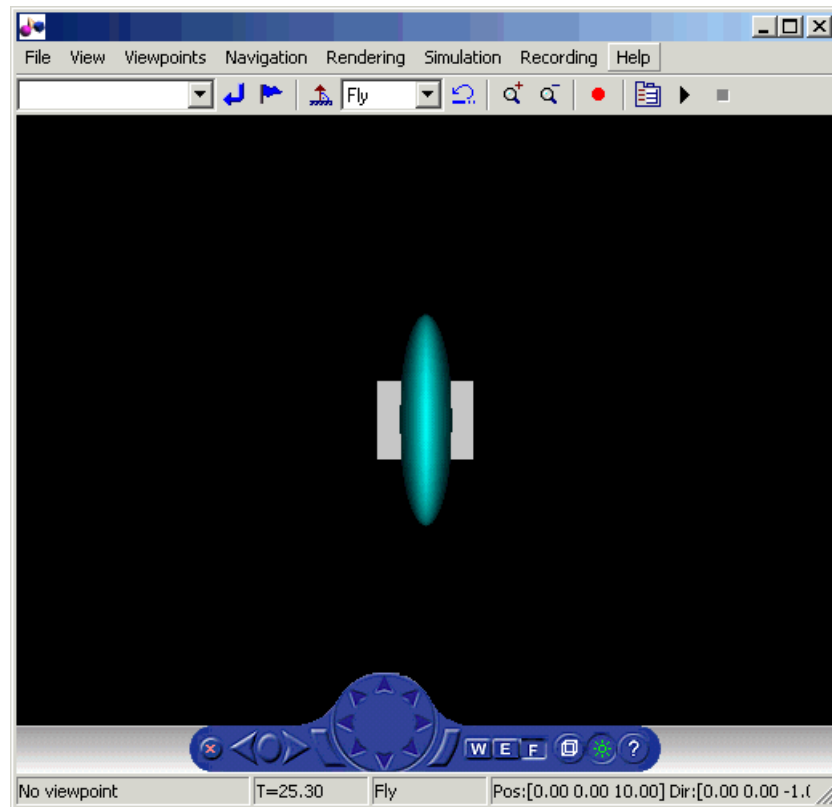 File View Viewpoints Navigation Rendering Simulation Recording Help
Fly
W E F ?
No viewpoint T=25.30 Fly Pos:[0.00 0.00 10.00] Dir:[0.00 0.00 -1.(